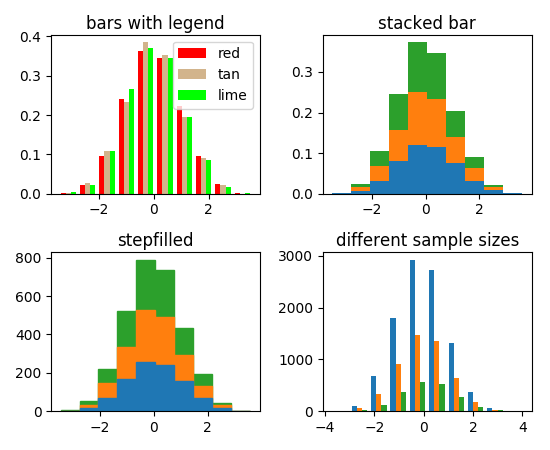 bars with legend
0.4
0.3
0.2
0.1
0.0
−2 0 2
red
tan
lime
stacked bar
0.3
0.2
0.1
0.0
−2 0 2
stepfilled
800
600
400
200
0
−2 0 2
different sample sizes
3000
2000
1000
0
−4 −2 0 2 4